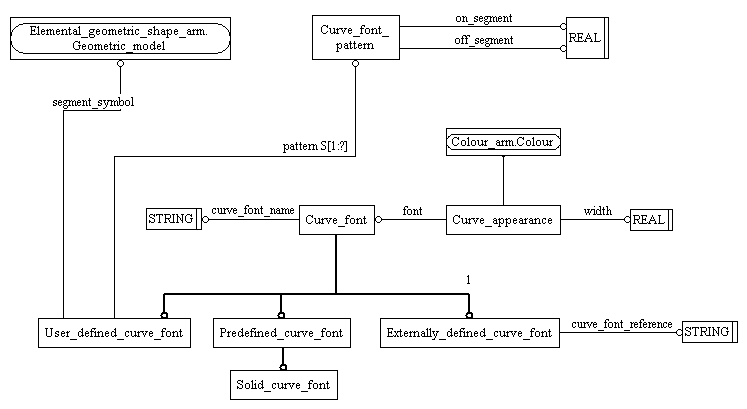 Elemental_geometric_shape_arm.
Geometric_model
Curve_font_
pattern
on_segment
off_segment
REAL
segment_symbol
pattern S[1:?]
Colour_arm.Colour
STRING
curve_font_name
Curve_font
font
Curve_appearance
width
REAL
1
User_defined_curve_font
Predefined_curve_font
Externally_defined_curve_font
curve_font_reference
STRING
Solid_curve_font